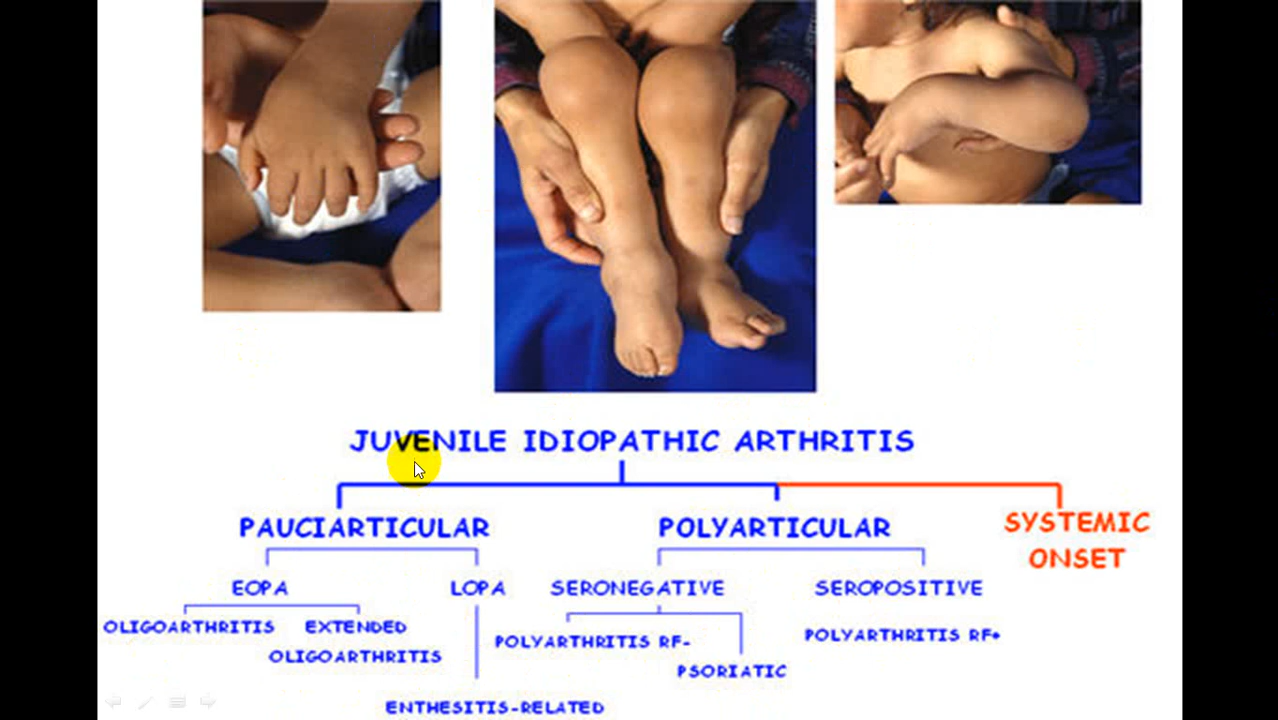 JUVENILE IDIOPATHIC ARTHRITIS
PAUCIARTICULAR
POLYARTICULAR
SYSTEMIC
ONSET
EOPA
LOPA
SERONEGATIVE
SEROPOSITIVE
OLIGOARTHRITIS
EXTENDED
OLIGOARTHRITIS
POLYARTHRITIS RF-
POLYARTHRITIS RF+
PSORIATIC
ENTHESITIS-RELATED